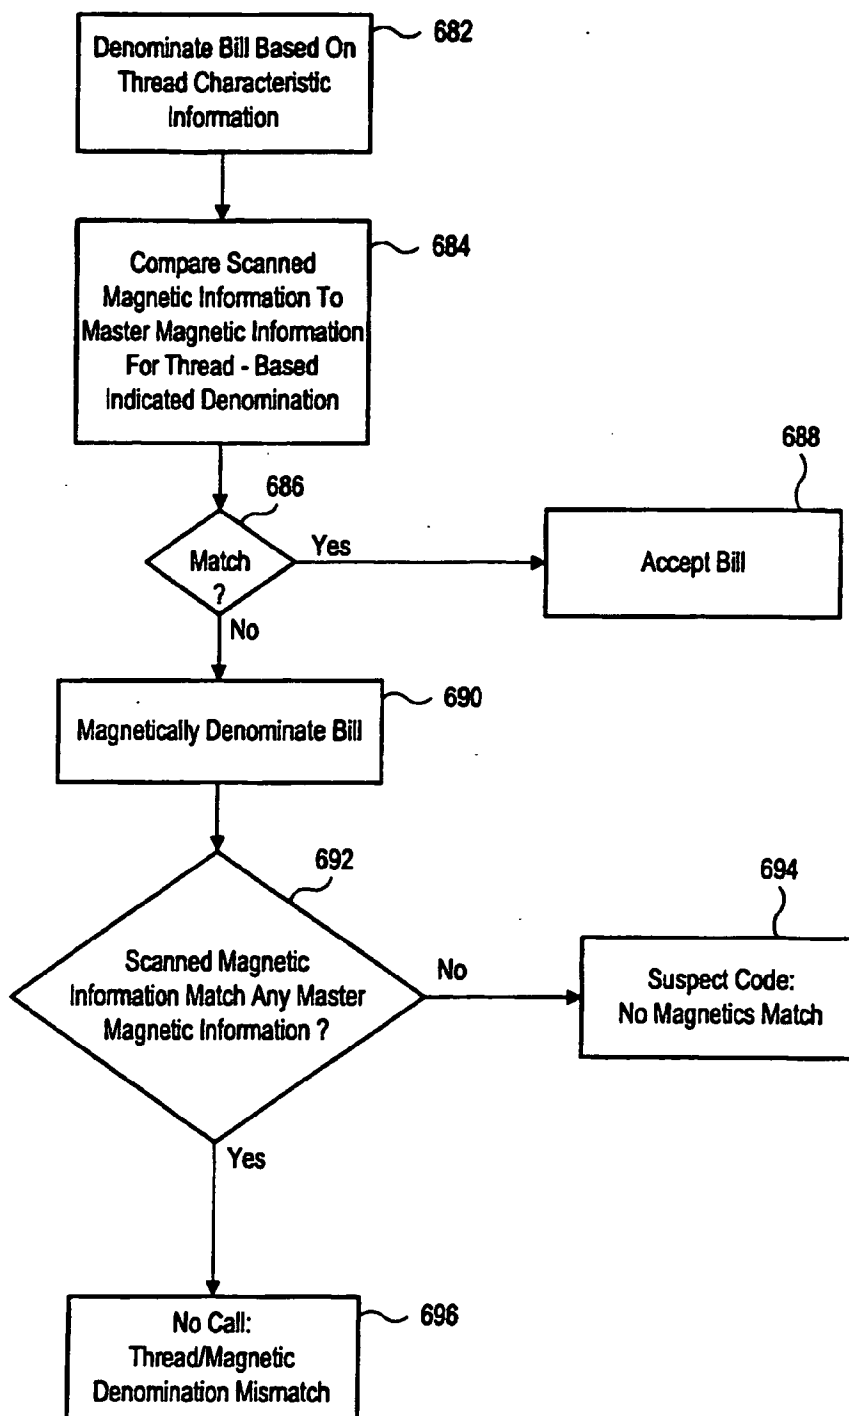 Denominate Bill Based On
Thread Characteristic
Information
682
Compare Scanned
Magnetic Information To
Master Magnetic Information
For Thread - Based
Indicated Denomination
684
686
Match
?
Yes
No
688
Accept Bill
Magnetically Denominate Bill
690
692
Scanned Magnetic
Information Match Any Master
Magnetic Information ?
No
Yes
694
Suspect Code:
No Magnetics Match
No Call:
Thread/Magnetic
Denomination Mismatch
696